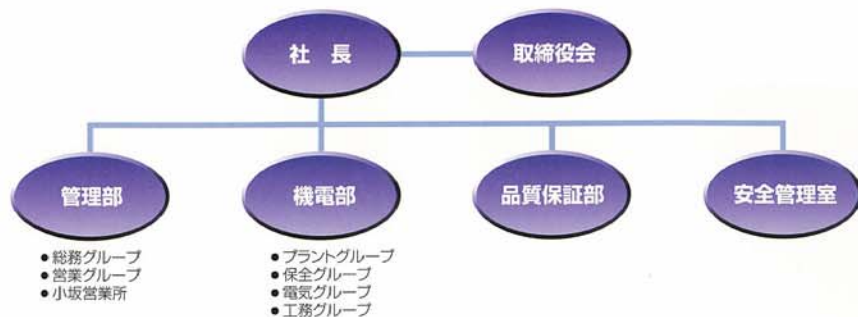 社 長
取締役会
管理部
機電部
品質保証部
安全管理室
● 総務グループ
● 営業グループ
● 小坂営業所
● プラントグループ
● 保全グループ
● 電気グループ
● 工務グループ